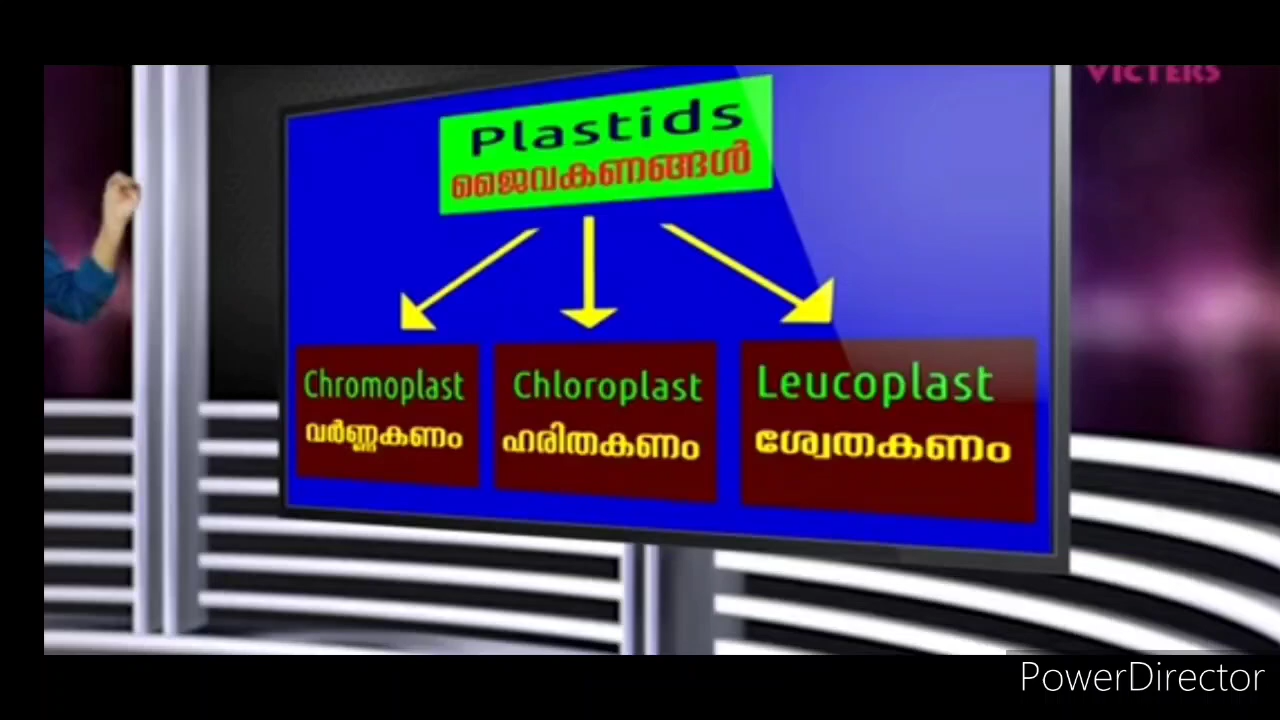 VICTERS
Plastids
ജൈവകണങ്ങൾ
Chromoplast
വർണ്ണകണം
Chloroplast
ഹരിതകണം
Leucoplast
ശ്വേതകണം
PowerDirector